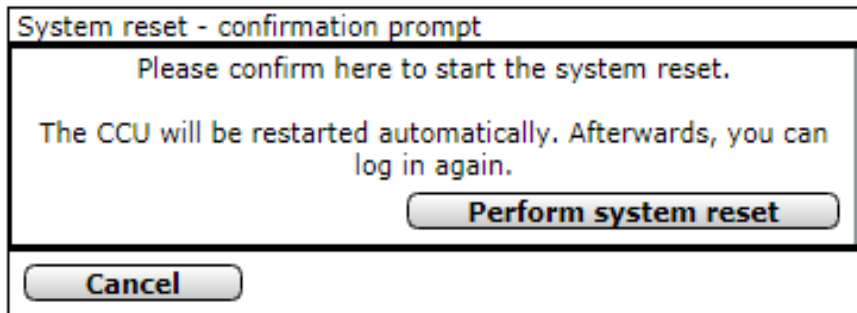 System reset - confirmation prompt
Please confirm here to start the system reset.
The CCU will be restarted automatically. Afterwards, you can
log in again.
Perform system reset
Cancel